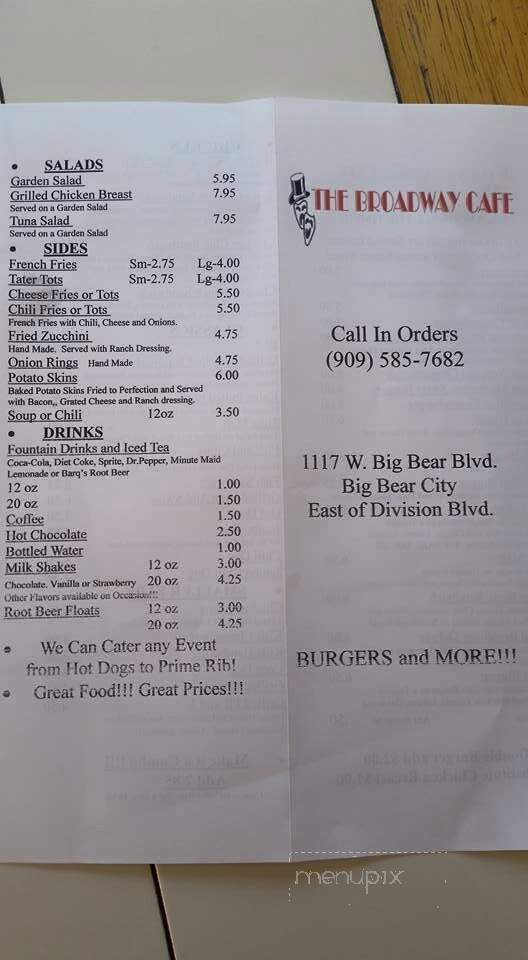 • SALADS
Garden Salad 5.95
Grilled Chicken Breast 7.95
Served on a Garden Salad
Tuna Salad 7.95
Served on a Garden Salad
• SIDES
French Fries Sm-2.75 Lg-4.00
Tater Tots Sm-2.75 Lg-4.00
Cheese Fries or Tots 5.50
Chili Fries or Tots 5.50
French Fries with Chili, Cheese and Onions.
Fried Zucchini 4.75
Hand Made. Served with Ranch Dressing.
Onion Rings Hand Made 4.75
Potato Skins 6.00
Baked Potato Skins Fried to Perfection and Served
with Bacon,, Grated Cheese and Ranch dressing.
Soup or Chili 12oz 3.50
• DRINKS
Fountain Drinks and Iced Tea
Coca-Cola, Diet Coke, Sprite, Dr.Pepper, Minute Maid
Lemonade or Barq's Root Beer
12 oz 1.00
20 oz 1.50
Coffee 1.50
Hot Chocolate 2.50
Bottled Water 1.00
Milk Shakes 12 oz 3.00
Chocolate. Vanilla or Strawberry 20 oz 4.25
Other Flavors available on Occasion!!!
Root Beer Floats 12 oz 3.00
20 oz 4.25
• We Can Cater any Event
from Hot Dogs to Prime Rib!
• Great Food!!! Great Prices!!!
THE BROADWAY CAFE
Call In Orders
(909) 585-7682
1117 W. Big Bear Blvd.
Big Bear City
East of Division Blvd.
BURGERS and MORE!!!
menupix